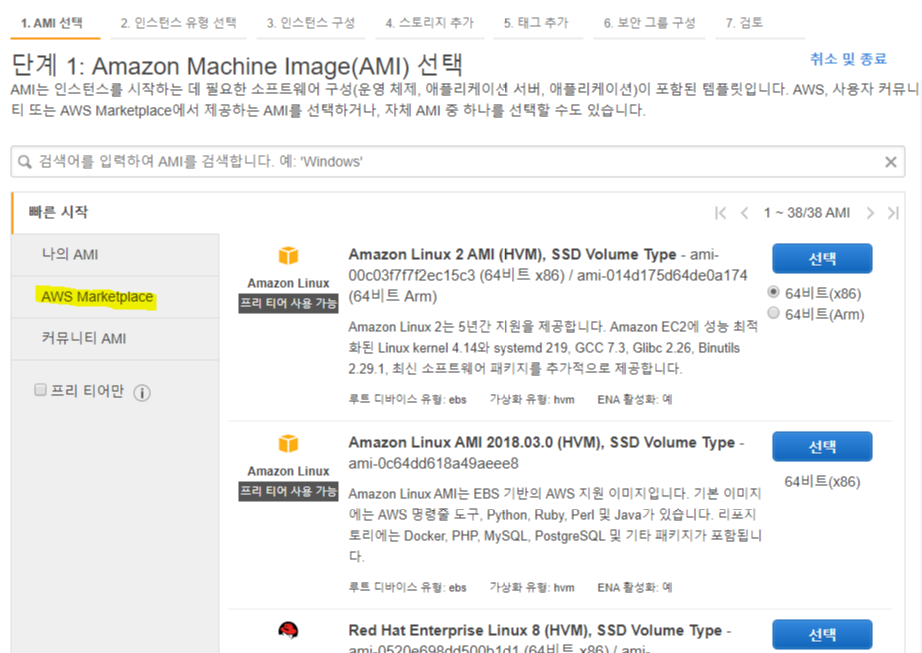 1. AMI 선택 2. 인스턴스 유형 선택 3. 인스턴스 구성 4. 스토리지 추가 5. 태그 추가 6. 보안 그룹 구성 7. 검토
단계 1: Amazon Machine Image(AMI) 선택
취소 및 종료
AMI는 인스턴스를 시작하는 데 필요한 소프트웨어 구성(운영 체제, 애플리케이션 서버, 애플리케이션)이 포함된 템플릿입니다. AWS, 사용자 커뮤니
티 또는 AWS Marketplace에서 제공하는 AMI를 선택하거나, 자체 AMI 중 하나를 선택할 수도 있습니다.
검색어를 입력하여 AMI를 검색합니다. 예: 'Windows'
빠른 시작
1 ~ 38/38 AMI
나의 AMI
AWS Marketplace
커뮤니티 AMI
프리 티어만
Amazon Linux
프리 티어 사용 가능
Amazon Linux 2 AMI (HVM), SSD Volume Type - ami-
00c03f7f7f2ec15c3 (64비트 x86) / ami-014d175d64de0a174
(64비트 Arm)
Amazon Linux 2는 5년간 지원을 제공합니다. Amazon EC2에 성능 최적
화된 Linux kernel 4.14와 systemd 219, GCC 7.3, Glibc 2.26, Binutils
2.29.1, 최신 소프트웨어 패키지를 추가적으로 제공합니다.
루트 디바이스 유형: ebs 가상화 유형: hvm ENA 활성화: 예
선택
64비트(x86)
64비트(Arm)
Amazon Linux
프리 티어 사용 가능
Amazon Linux AMI 2018.03.0 (HVM), SSD Volume Type -
ami-0c64dd618a49aeee8
Amazon Linux AMI는 EBS 기반의 AWS 지원 이미지입니다. 기본 이미지
에는 AWS 명령줄 도구, Python, Ruby, Perl 및 Java가 있습니다. 리포지
토리에는 Docker, PHP, MySQL, PostgreSQL 및 기타 패키지가 포함됩니
다.
루트 디바이스 유형: ebs 가상화 유형: hvm ENA 활성화: 예
선택
64비트(x86)
Red Hat Enterprise Linux 8 (HVM), SSD Volume Type -
ami-0520e698dd500b1d1 (64비트 x86) / ami-
선택